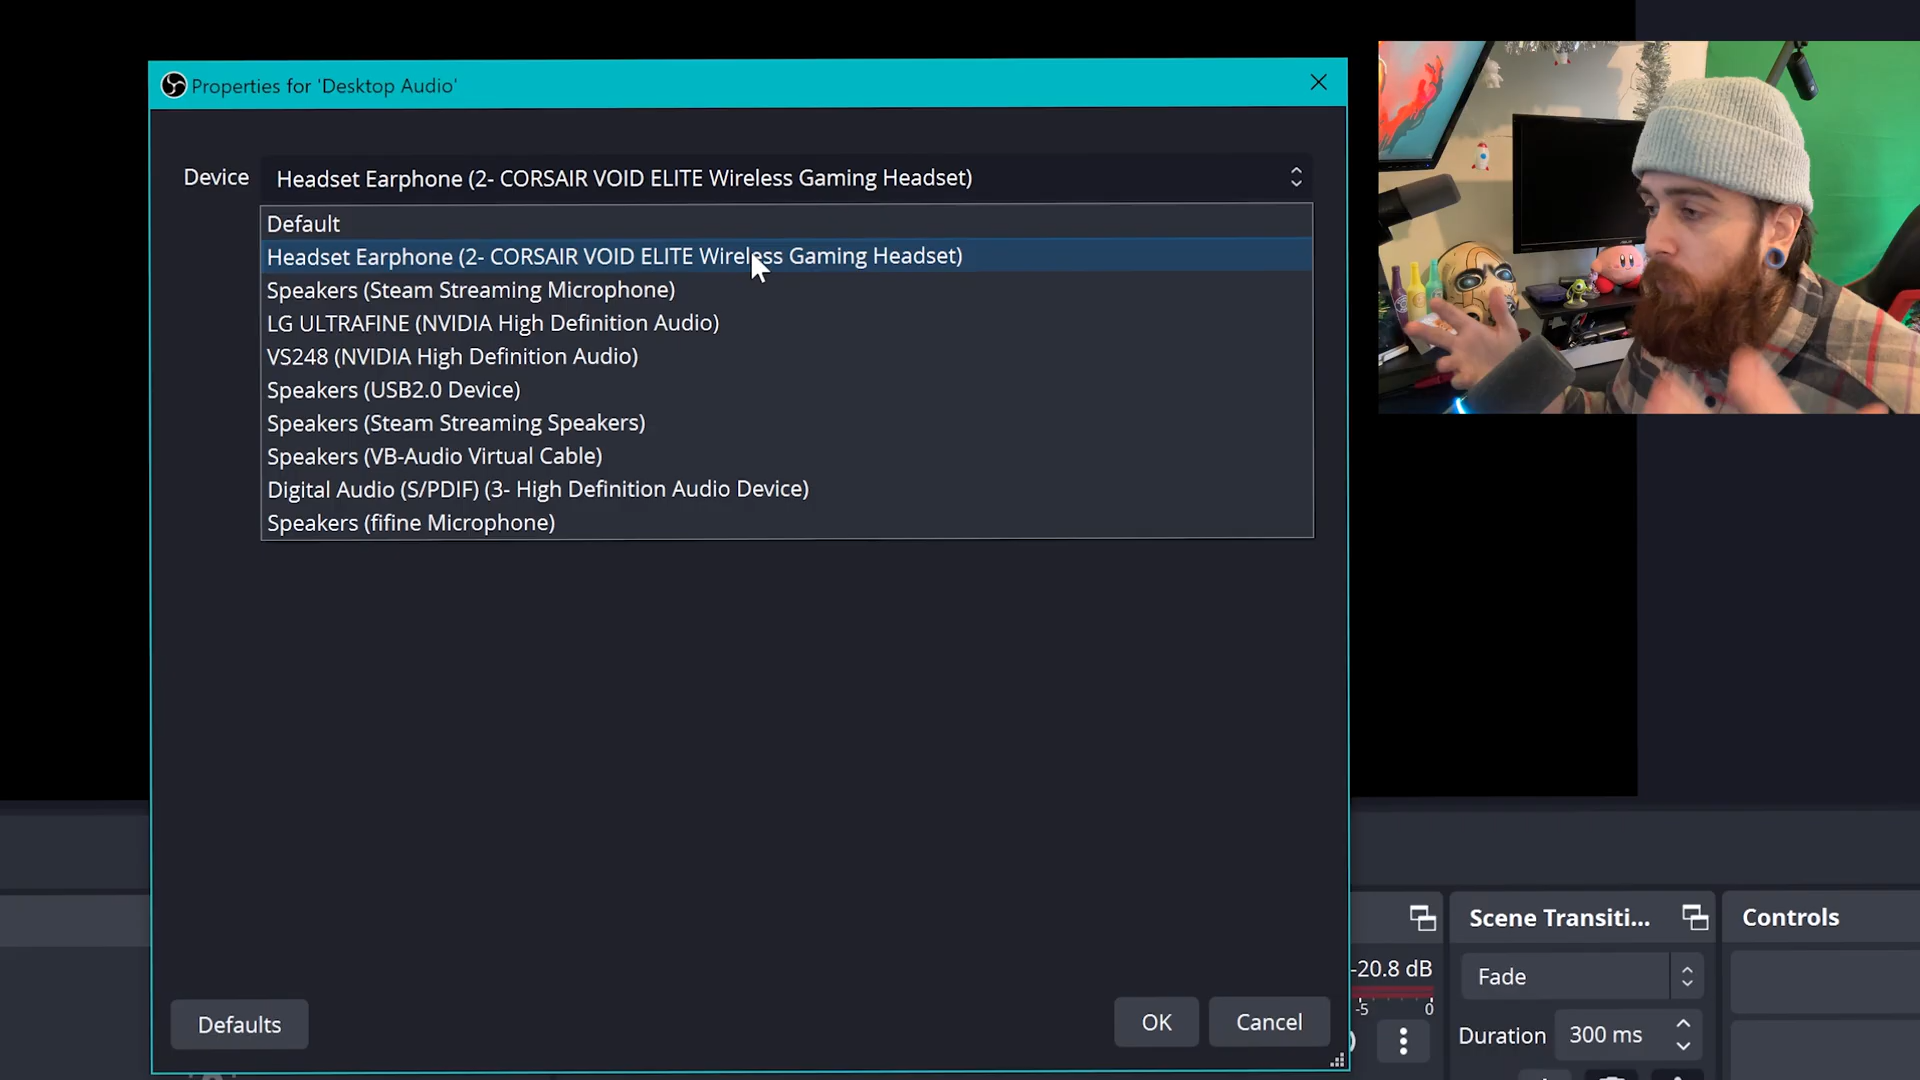 Properties for 'Desktop Audio'
Device
Headset Earphone (2- CORSAIR VOID ELITE Wireless Gaming Headset)
Default
Headset Earphone (2- CORSAIR VOID ELITE Wireless Gaming Headset)
Speakers (Steam Streaming Microphone)
LG ULTRAFINE (NVIDIA High Definition Audio)
VS248 (NVIDIA High Definition Audio)
Speakers (USB2.0 Device)
Speakers (Steam Streaming Speakers)
Speakers (VB-Audio Virtual Cable)
Digital Audio (S/PDIF) (3- High Definition Audio Device)
Speakers (fifine Microphone)
Defaults
OK
Cancel
-20.8 dB
-5 0
Scene Transiti...
Fade
Duration 300 ms
Controls